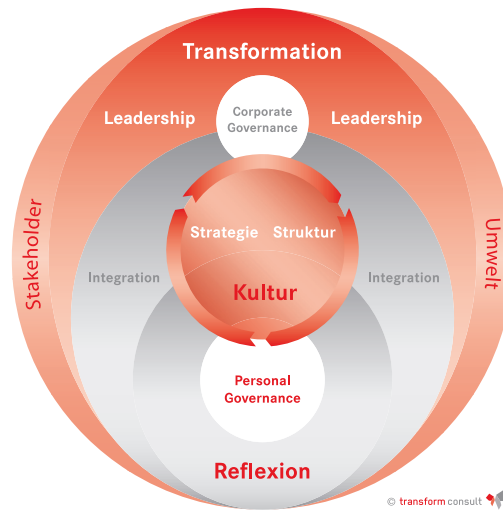 Transformation
Leadership
Corporate
Governance
Leadership
Stakeholder
Umwelt
Strategie Struktur
Integration
Integration
Kultur
Personal
Governance
Reflexion
© transform consult